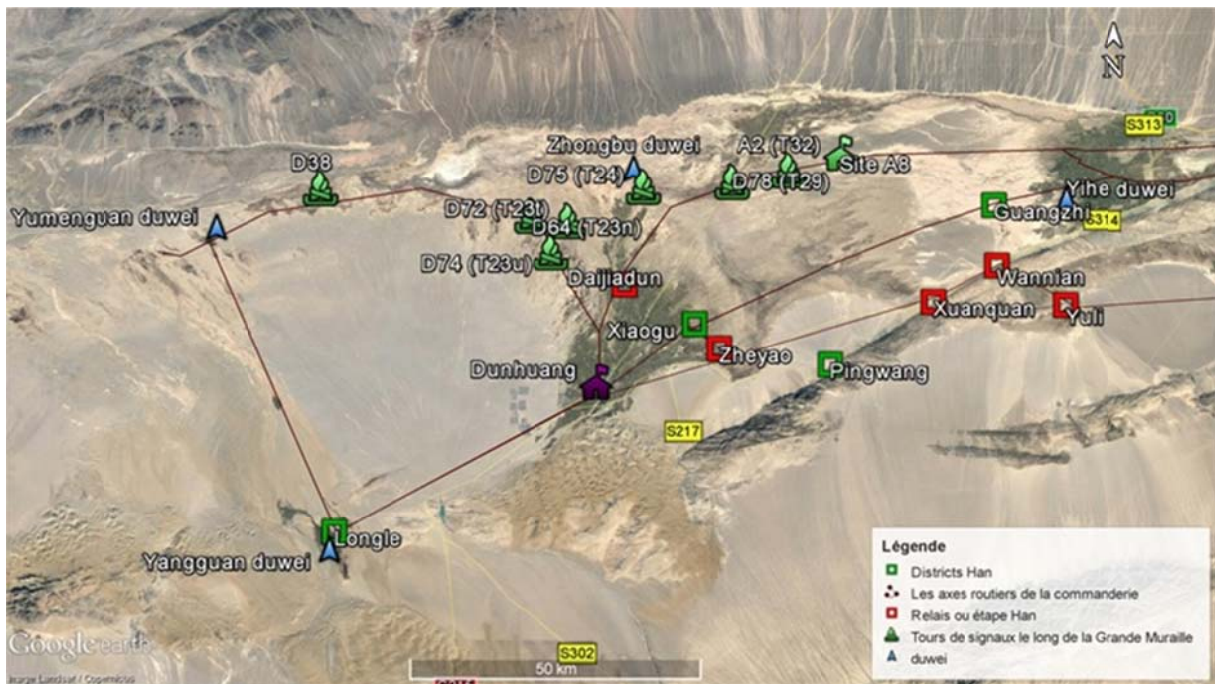 N
S313
Zhongbu duwei
A2 (T32)
D38
D75 (T24)
Site A8
D78 (T29)
Yihe duwei
Yumenguan duwei
D72 (T23l)
Guangzhi
S314
D64 (T23n)
D74 (T23u)
Daijiadun
Wannian
Xuanquan
Yuli
Xiaogu
Zheyao
Dunhuang
Pingwang
S217
Longle
Yangguan duwei
Légende
Districts Han
Les axes routiers de la commanderie
Relais ou étape Han
Tours de signaux le long de la Grande Muraille
duwei
Google earth
S302
50 km
Image Landsat / Copernicus